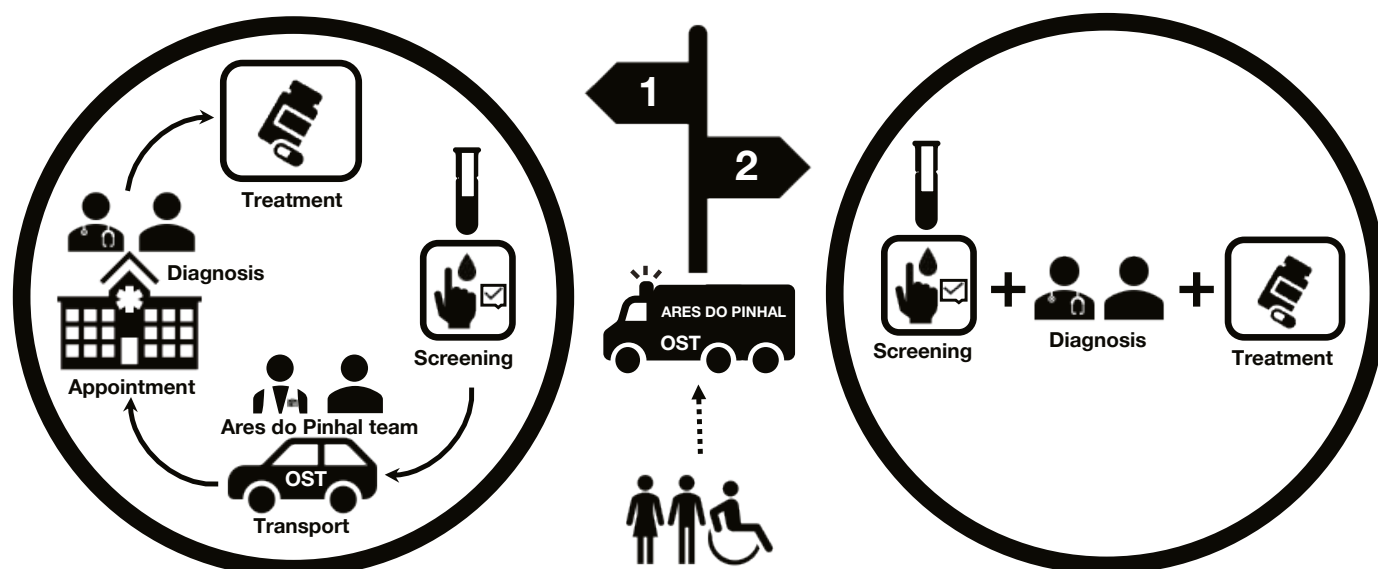 Treatment
Diagnosis
Appointment
Screening
Ares do Pinhal team
OST
Transport
1
2
ARES DO PINHAL
OST
Screening
+
Diagnosis
+
Treatment